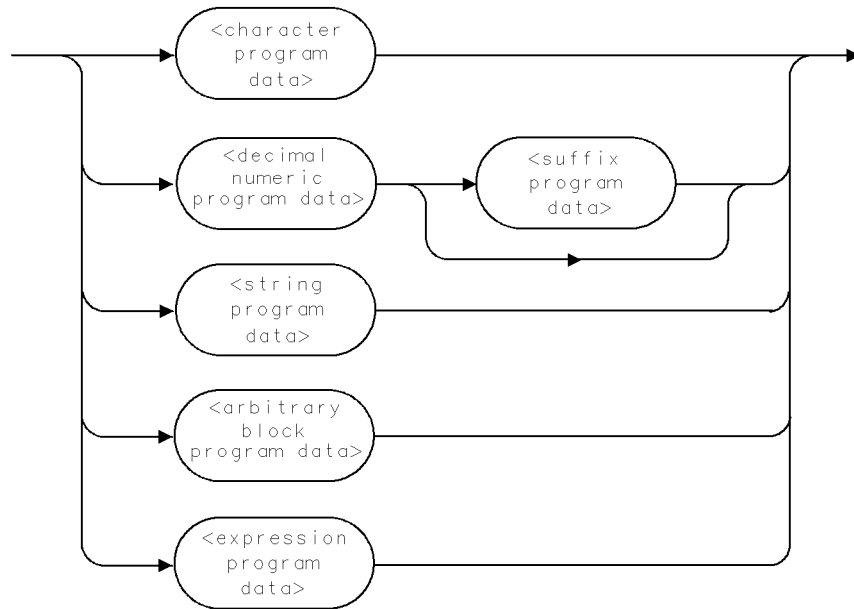 <character
program
data>
<decimal
numeric
program data>
<suffix
program
data>
<string
program
data>
<arbitrary
block
program data>
<expression
program
data>